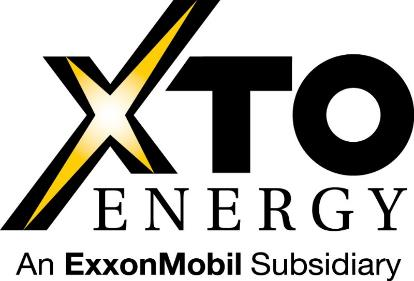 XTO
ENERGY
An ExxonMobil Subsidiary